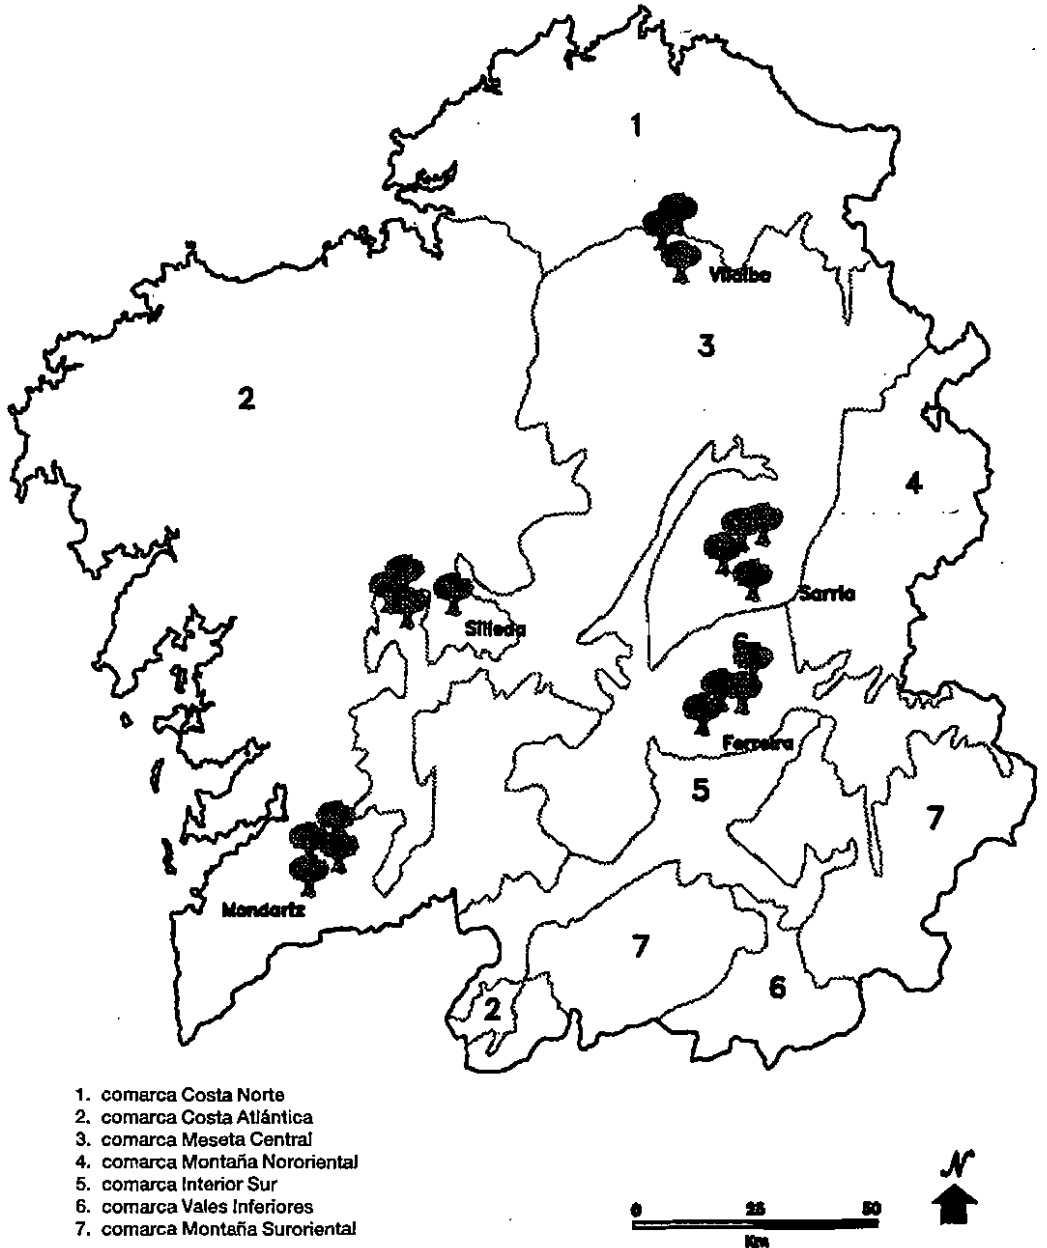 1
Vilalba
3
2
4
Sarria
Silleda
6
Ferreira
5
7
Mondariz
7
6
2
1. comarca Costa Norte
2. comarca Costa Atlántica
3. comarca Meseta Central
4. comarca Montaña Nororiental
5. comarca Interior Sur
6. comarca Vales Inferiores
7. comarca Montaña Suroriental
N
0 25 50
Km